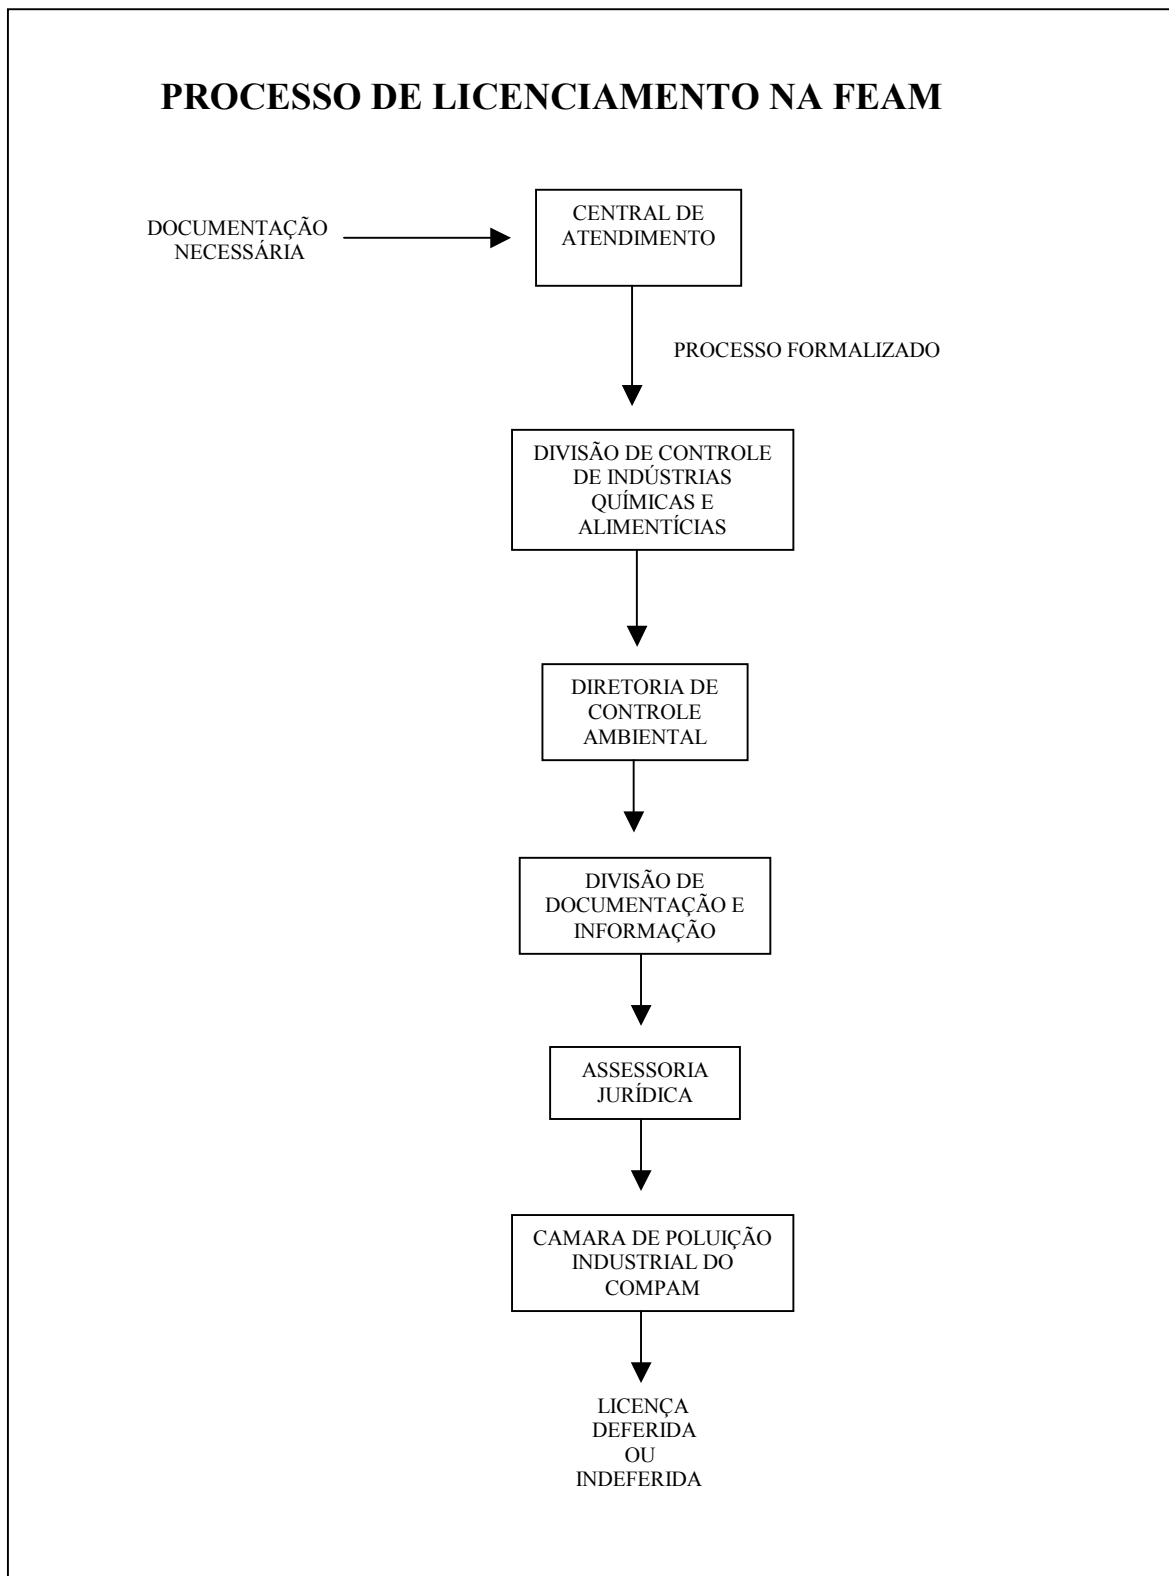 PROCESSO DE LICENCIAMENTO NA FEAM
DOCUMENTAÇÃO
NECESSÁRIA
CENTRAL DE
ATENDIMENTO
PROCESSO FORMALIZADO
DIVISÃO DE CONTROLE
DE INDÚSTRIAS
QUÍMICAS E
ALIMENTÍCIAS
DIRETORIA DE
CONTROLE
AMBIENTAL
DIVISÃO DE
DOCUMENTAÇÃO E
INFORMAÇÃO
ASSESSORIA
JURÍDICA
CAMARA DE POLUIÇÃO
INDUSTRIAL DO
COMPAM
LICENÇA
DEFERIDA
OU
INDEFERIDA